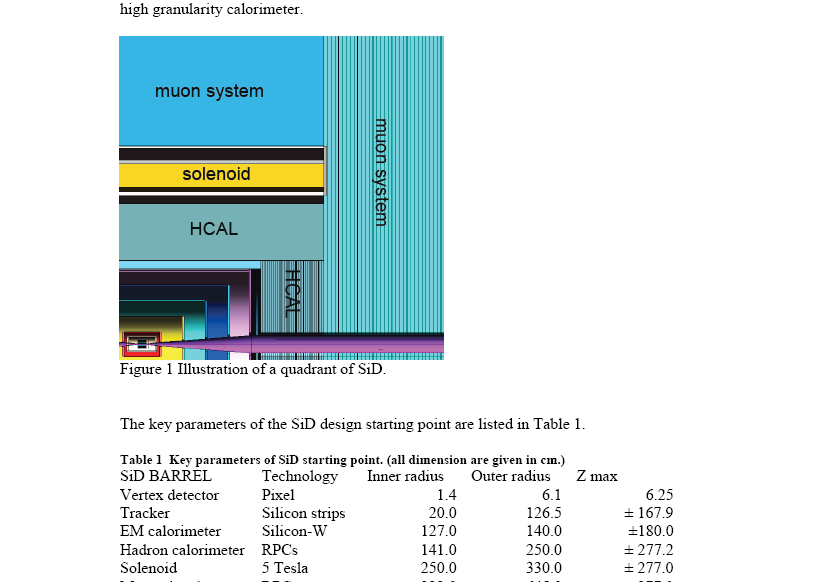 high granularity calorimeter.
muon system
muon system
solenoid
HCAL
HCAL
Figure 1 Illustration of a quadrant of SiD.
The key parameters of the SiD design starting point are listed in Table 1.
Table 1 Key parameters of SiD starting point. (all dimension are given in cm.)
SiD BARREL Technology Inner radius Outer radius Z max
Vertex detector Pixel 1.4 6.1 6.25
Tracker Silicon strips 20.0 126.5 ± 167.9
EM calorimeter Silicon-W 127.0 140.0 ±180.0
Hadron calorimeter RPCs 141.0 250.0 ± 277.2
Solenoid 5 Tesla 250.0 330.0 ± 277.0